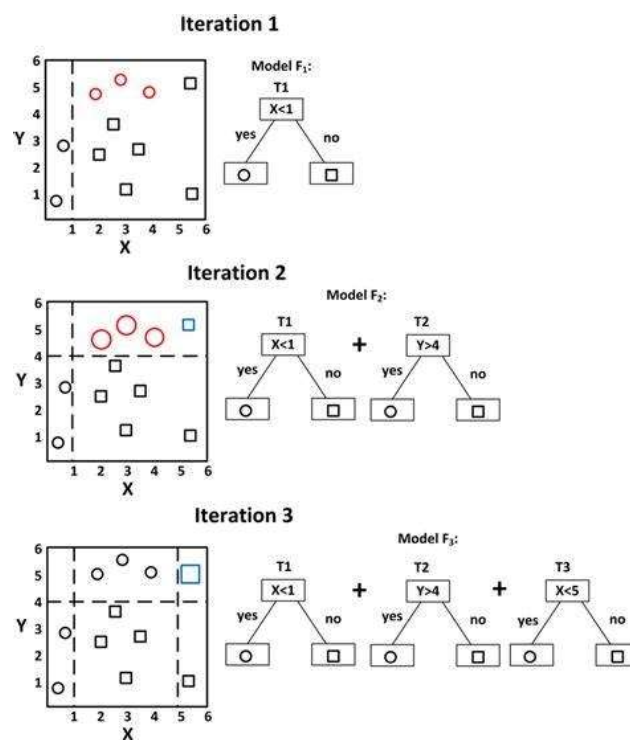 Iteration 1
Model F₁:
T1
X<1
yes
no
6
5
4
3
2
1
Y
1 2 3 4 5 6
X
Iteration 2
Model F₂:
T1
X<1
yes
no
+
T2
Y>4
yes
no
6
5
4
3
2
1
Y
1 2 3 4 5 6
X
Iteration 3
Model F₃:
T1
X<1
yes
no
+
T2
Y>4
yes
no
+
T3
X<5
yes
no
6
5
4
3
2
1
Y
1 2 3 4 5 6
X